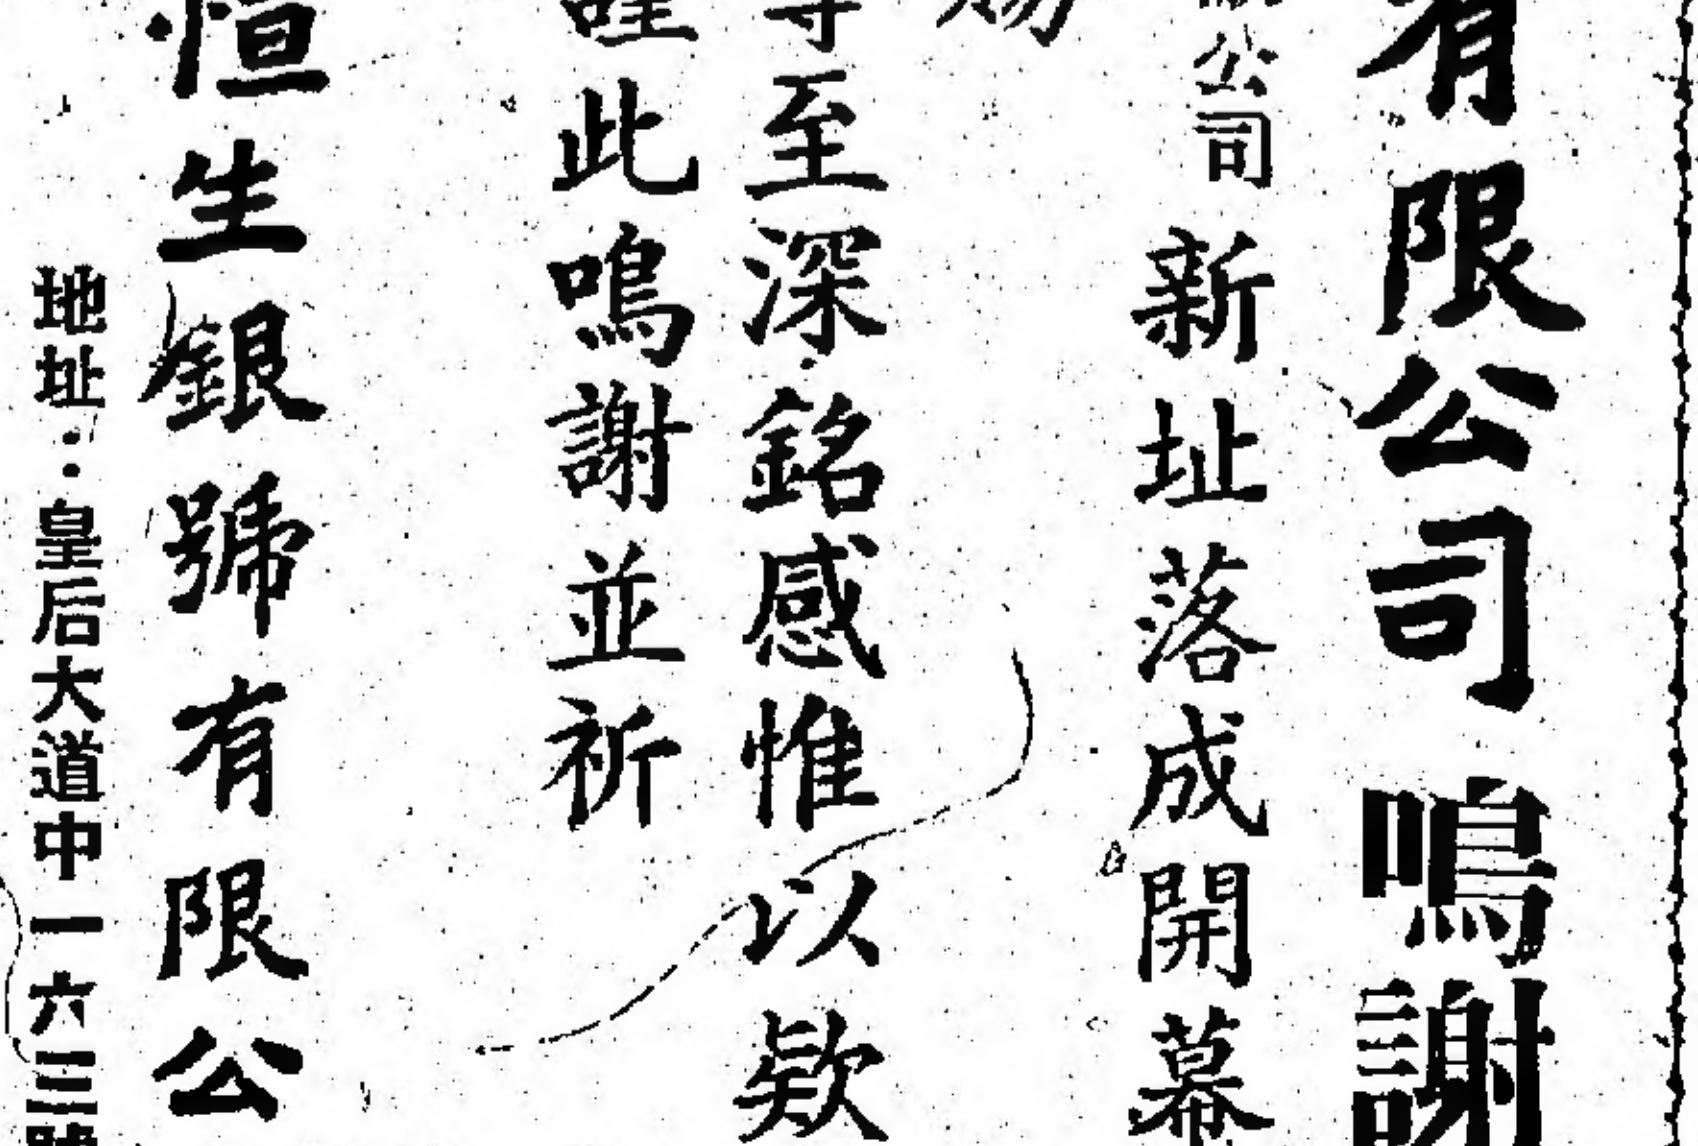 有限公司鳴謝
公司新址落成開幕
至深銘感惟以欵
此鳴謝並祈
恒生銀號有限公
地址：皇后大道中一六三號